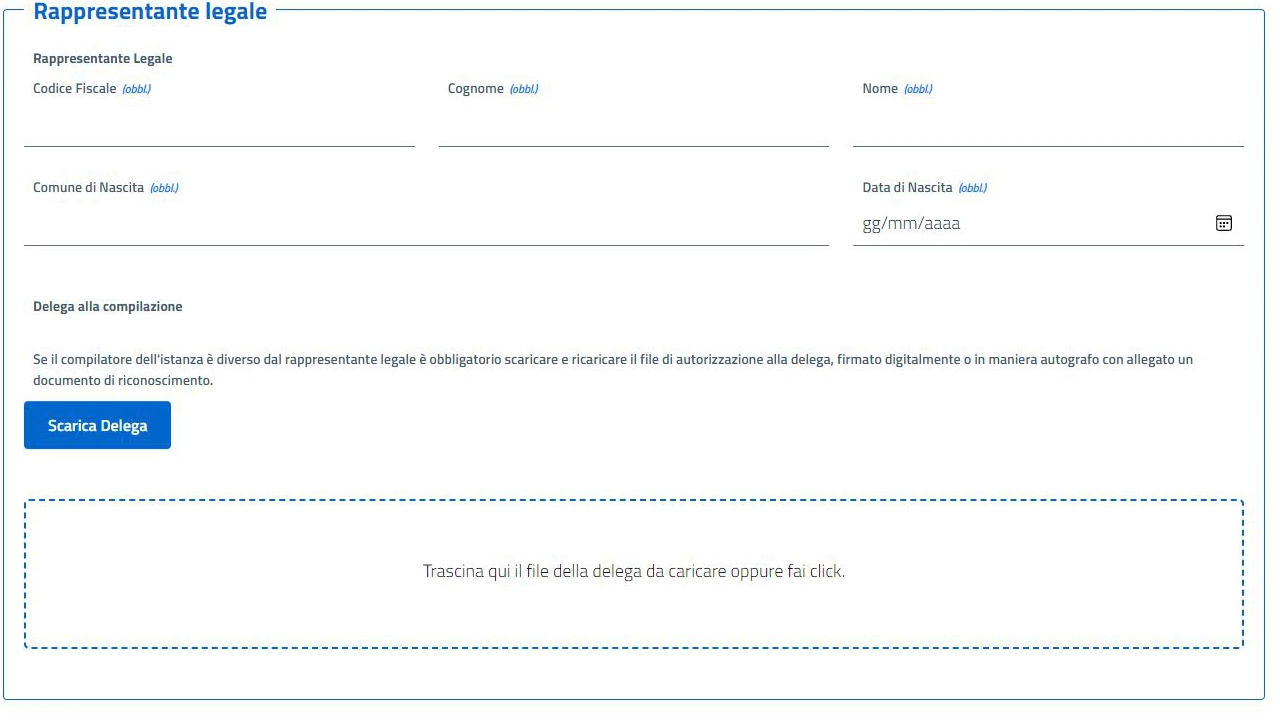 Rappresentante legale
Rappresentante Legale
Codice Fiscale (obbl.) Cognome (obbl.) Nome (obbl.)
Comune di Nascita (obbl.) Data di Nascita (obbl.)
gg/mm/aaaa
Delega alla compilazione
Se il compilatore dell'istanza è diverso dal rappresentante legale è obbligatorio scaricare e ricaricare il file di autorizzazione alla delega, firmato digitalmente o in maniera autografo con allegato un
documento di riconoscimento.
Scarica Delega
Trascina qui il file della delega da caricare oppure fai click.